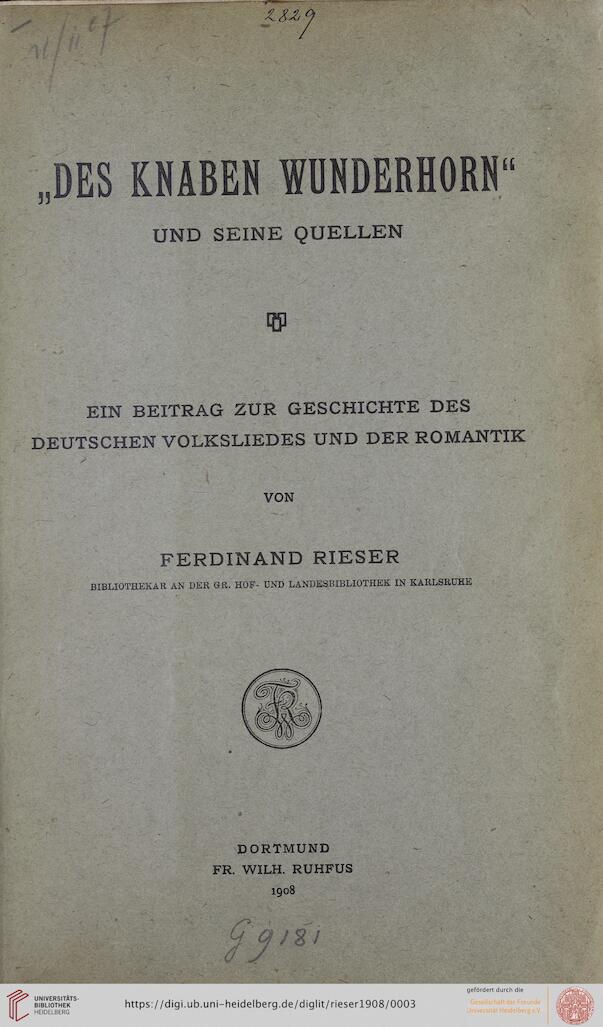 2829
„DES KNABEN WUNDERHORN“
UND SEINE QUELLEN
EIN BEITRAG ZUR GESCHICHTE DES
DEUTSCHEN VOLKSLIEDES UND DER ROMANTIK
VON
FERDINAND RIESER
BIBLIOTHEKAR AN DER GR. HOF- UND LANDESBIBLIOTHEK IN KARLSRUHE
DORTMUND
FR. WILH. RUHFUS
1908
G 9181
UNIVERSITÄTS-
BIBLIOTHEK
HEIDELBERG
https://digi.ub.uni-heidelberg.de/diglit/rieser1908/0003
gefördert durch die
Gesellschaft der Freunde
Universität Heidelberg e.V.